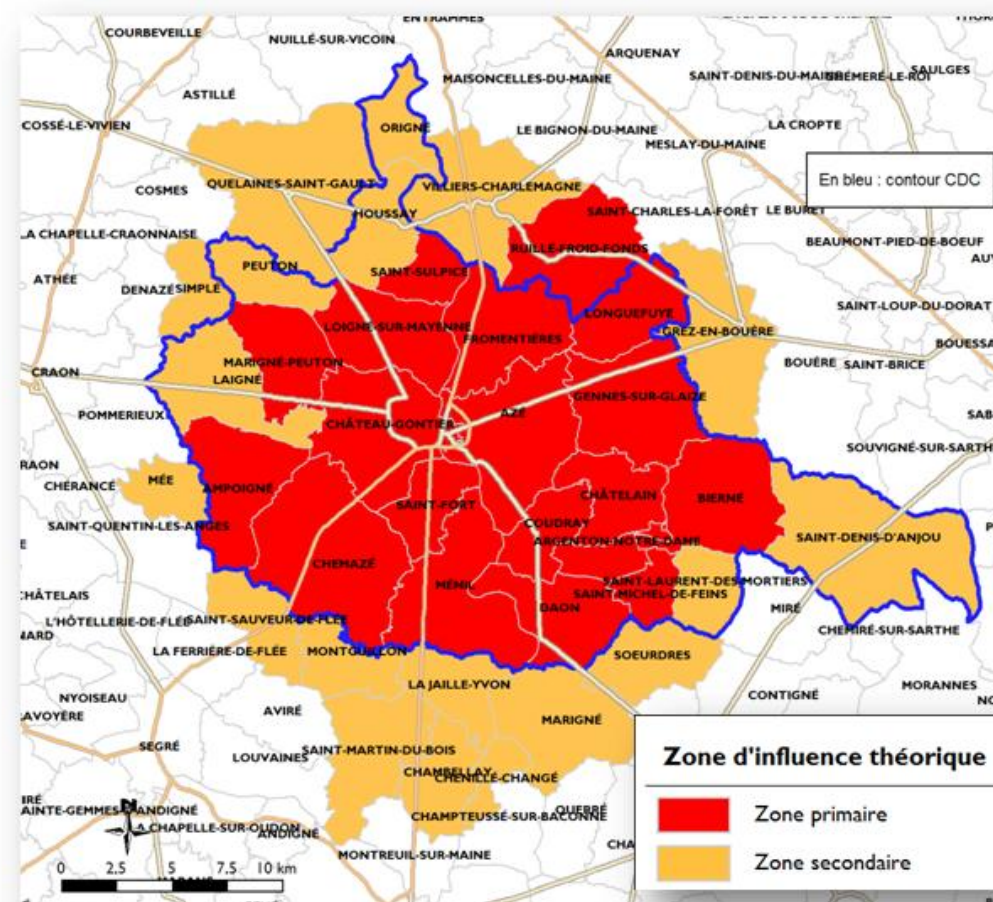 ENTRAMMES
COURBEVEILLE
NUILLÉ-SUR-VICOIN
ARQUENAY
SAULGES
MAISONCELLES-DU-MAINE
SAINT-DENIS-DU-MAINE
CHÉMERÉ-LE-ROI
ASTILLÉ
COSSÉ-LE-VIVIEN
ORIGNÉ
LE BIGNON-DU-MAINE
LA CROPTE
MESLAY-DU-MAINE
En bleu : contour CDC
COSMES
QUELAINES-SAINT-GAULT
VILLIERS-CHARLEMAGNE
HOUSSAY
SAINT-CHARLES-LA-FORÊT
LE BURET
LA CHAPELLE-CRAONNAISE
RUILLÉ-FROID-FONDS
BEAUMONT-PIED-DE-BOEUF
ATHÉE
PEUTON
SAINT-SULPICE
DENAZÉ
SIMPLÉ
SAINT-LOUP-DU-DORAT
LOIGNÉ-SUR-MAYENNE
LONGUEFUYE
FROMENTIÈRES
GREZ-EN-BOUÈRE
MARIGNÉ-PEUTON
BOUÈRE
SAINT-BRICE
CRAON
LAIGNÉ
GENNES-SUR-GLAIZE
POMMERIEUX
AZÉ
CHÂTEAU-GONTIER
SOUVIGNÉ-SUR-SARTH
MÉE
CHÉRANCÉ
AMPOIGNÉ
CHÂTELAIN
BIERNÉ
SAINT-FORT
SAINT-QUENTIN-LES-ANGES
COUDRAY
ARGENTON-NOTRE-DAME
SAINT-DENIS-D'ANJOU
CHEMAZÉ
MÉNIL
SAINT-LAURENT-DES-MORTIERS
SAINT-MICHEL-DE-FEINS
CHÂTELAIS
DAON
MIRÉ
L'HÔTELLERIE-DE-FLÉE
SAINT-SAUVEUR-DE-FLÉE
CHEMIRÉ-SUR-SARTHE
LA FERRIÈRE-DE-FLÉE
MONTGUILLON
SOEURDRES
LA JAILLE-YVON
MORANNES
NYOISEAU
CONTIGNÉ
AVIRÉ
MARIGNÉ
SEGRÉ
LOUVAINES
SAINT-MARTIN-DU-BOIS
CHAMBELLAY
CHENILLÉ-CHANGÉ
QUERRÉ
CHAMPTEUSSÉ-SUR-BACONNE
ANDIGNÉ
MONTREUIL-SUR-MAINE
N
0 2.5 5 7.5 10 km
Zone d'influence théorique
Zone primaire
Zone secondaire